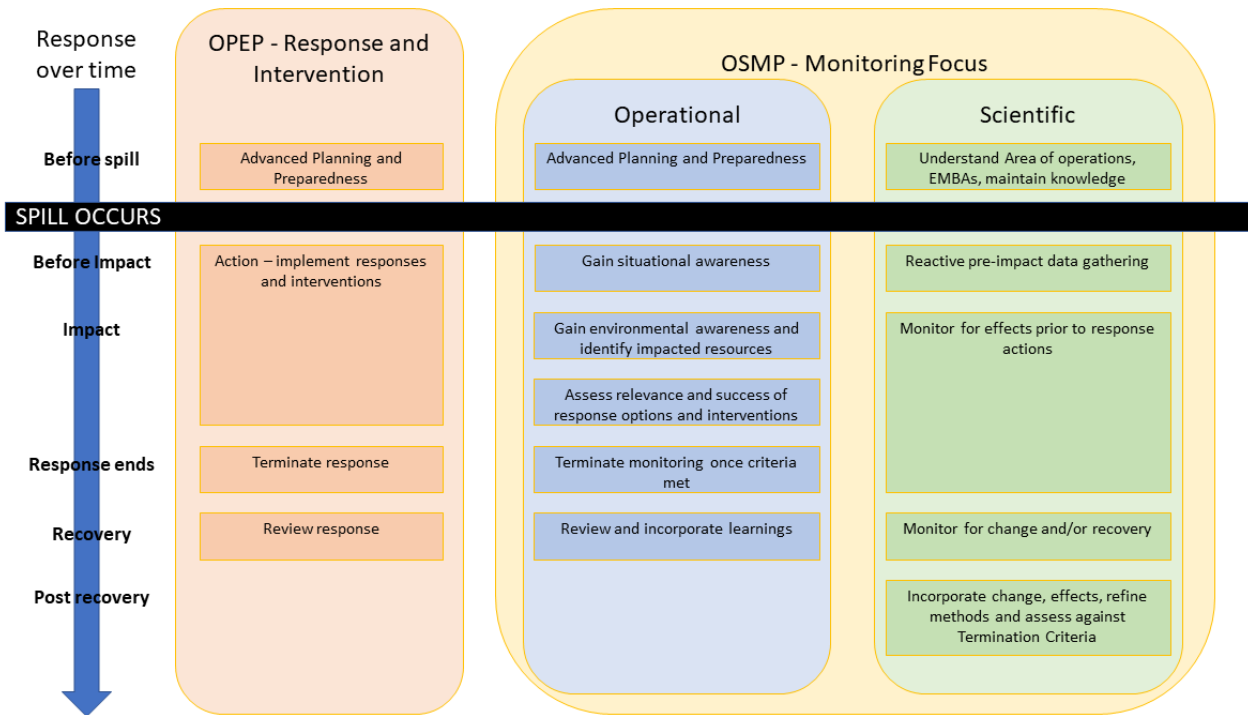 Response
over time
OPEP - Response and
Intervention
OSMP - Monitoring Focus
Operational
Scientific
Before spill
Advanced Planning and
Preparedness
Advanced Planning and Preparedness
Understand Area of operations,
EMBAs, maintain knowledge
SPILL OCCURS
Before Impact
Action – implement responses
and interventions
Gain situational awareness
Reactive pre-impact data gathering
Impact
Gain environmental awareness and
identify impacted resources
Monitor for effects prior to response
actions
Assess relevance and success of
response options and interventions
Response ends
Terminate response
Terminate monitoring once criteria
met
Recovery
Review response
Review and incorporate learnings
Monitor for change and/or recovery
Post recovery
Incorporate change, effects, refine
methods and assess against
Termination Criteria